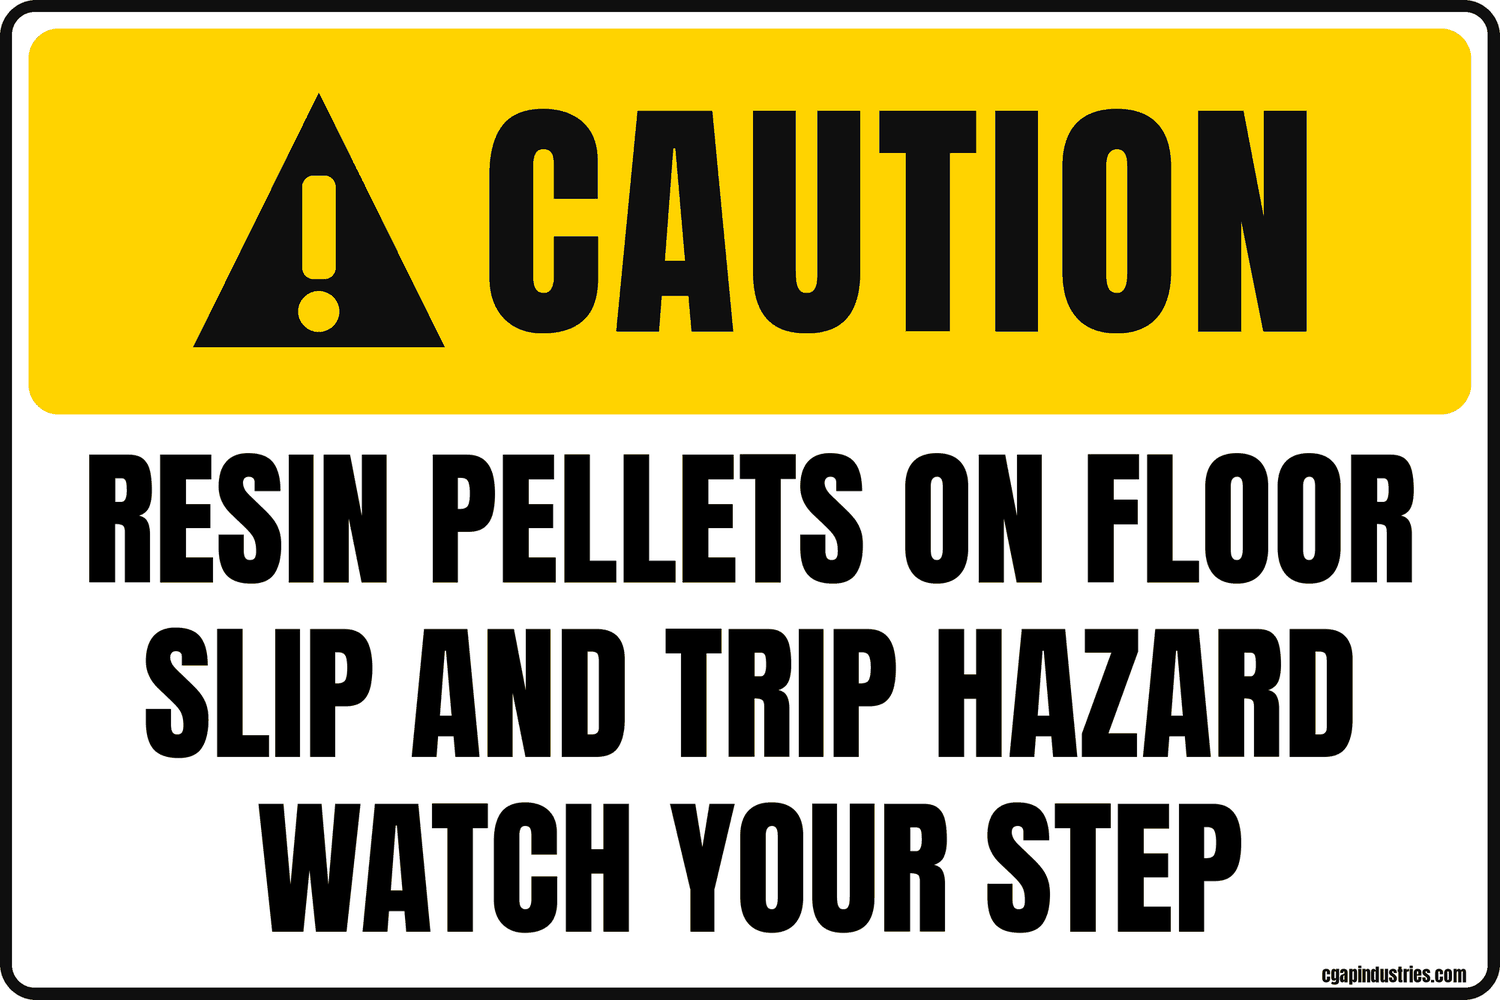 CAUTION
RESIN PELLETS ON FLOOR
SLIP AND TRIP HAZARD
WATCH YOUR STEP
cgapindustries.com